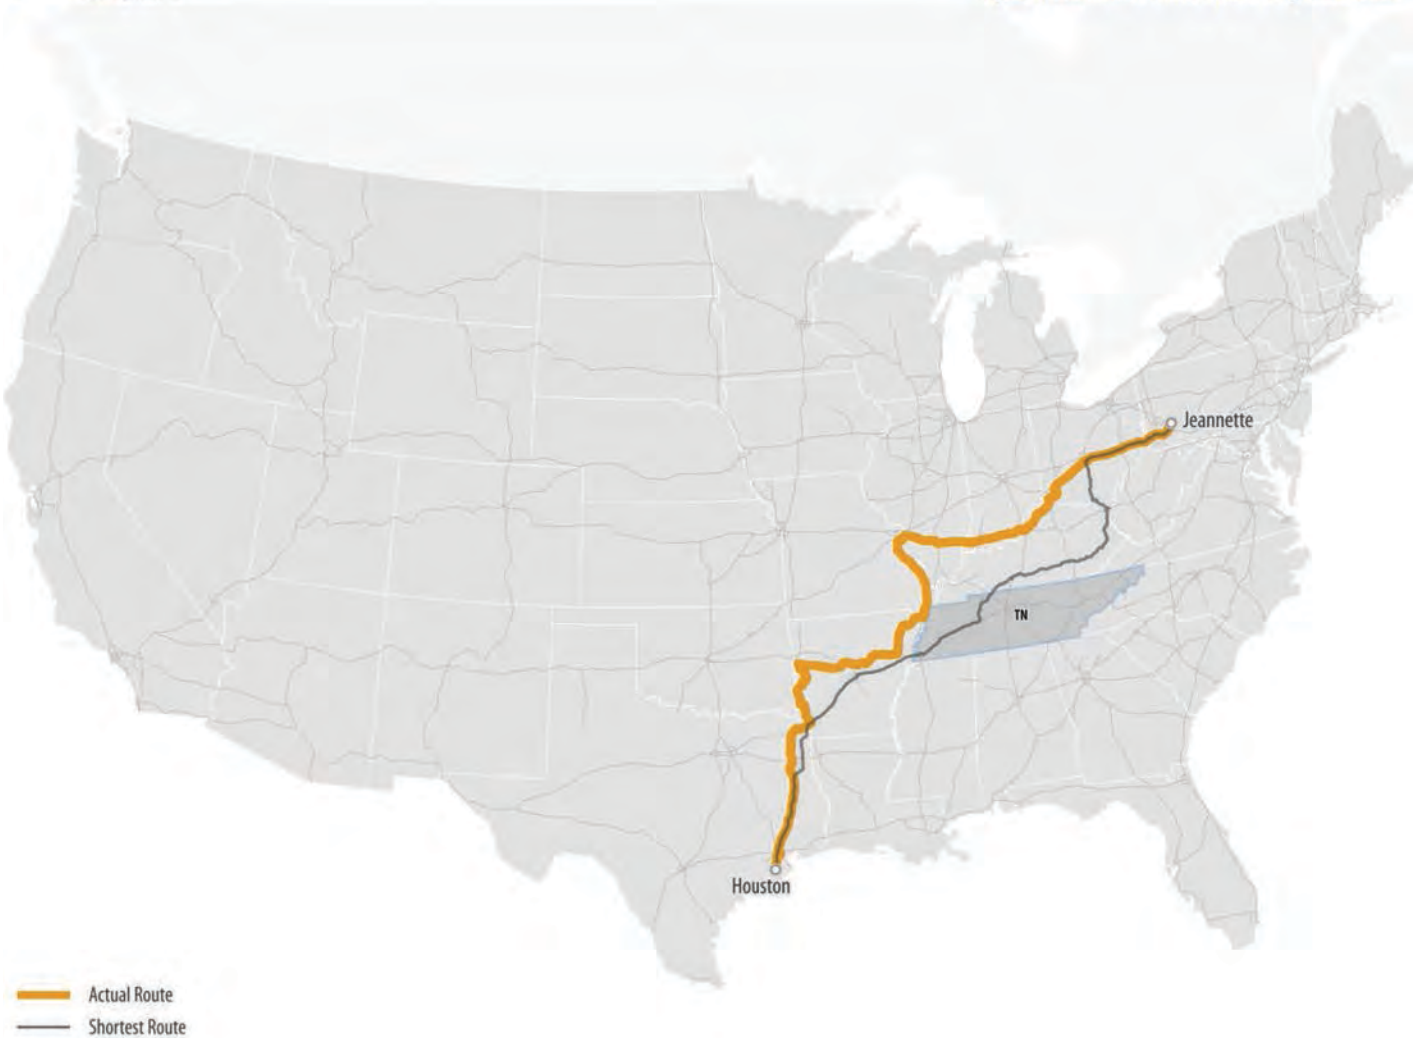 Jeannette
TN
Houston
Actual Route
Shortest Route